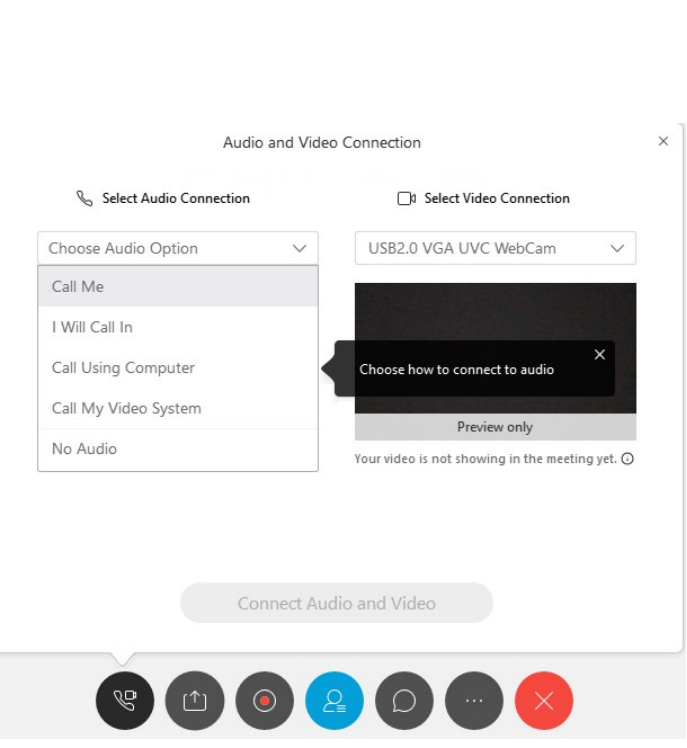 Audio and Video Connection
Select Audio Connection
Select Video Connection
Choose Audio Option
USB2.0 VGA UVC WebCam
Call Me
I Will Call In
Call Using Computer
Choose how to connect to audio
Call My Video System
Preview only
No Audio
Your video is not showing in the meeting yet.
Connect Audio and Video